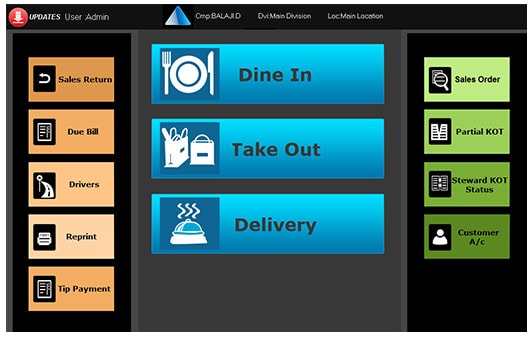 UPDATES User :Admin Cmp:BALAJI.D Dvi:Main Division Loc:Main Location
Sales Return
Due Bill
Drivers
Reprint
Tip Payment
Dine In
Take Out
Delivery
Sales Order
Partial KOT
Steward KOT
Status
Customer
A/c